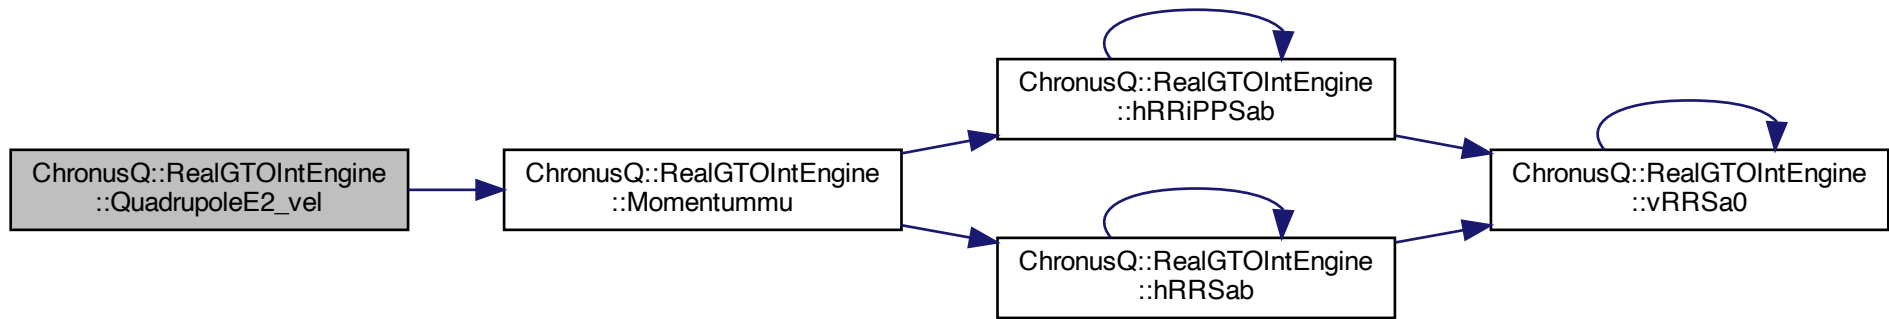 ChronusQ::RealGTOIntEngine
::QuadrupoleE2_vel
ChronusQ::RealGTOIntEngine
::Momentummu
ChronusQ::RealGTOIntEngine
::hRRiPPSab
ChronusQ::RealGTOIntEngine
::hRRSab
ChronusQ::RealGTOIntEngine
::vRRSa0